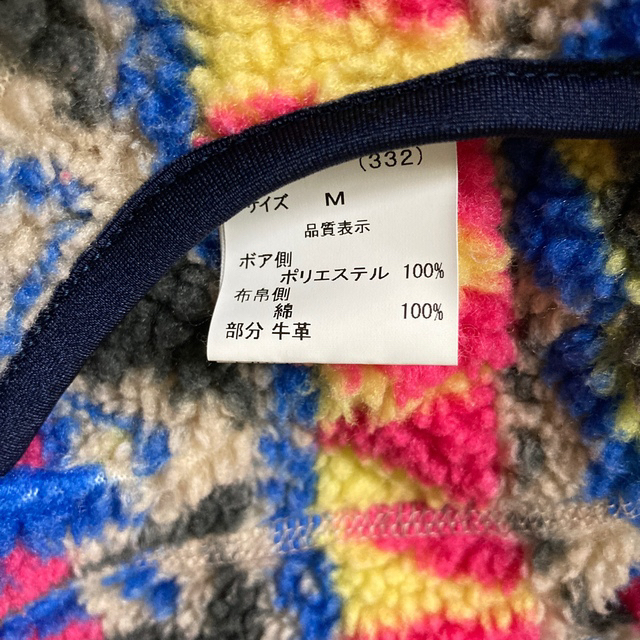 (332)
サイズ M
品質表示
ボア側
ポリエステル 100%
布帛側
綿 100%
部分 牛革